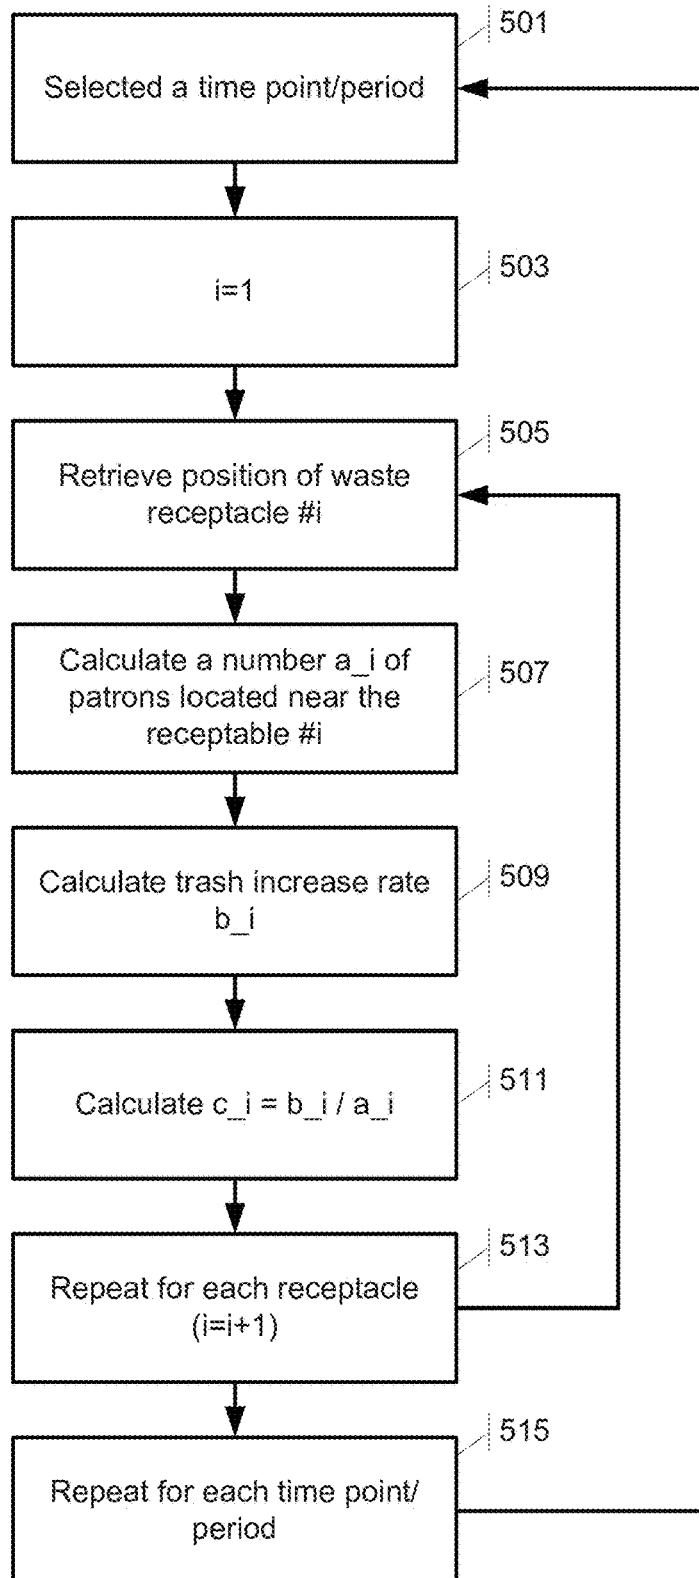 501
Selected a time point/period
503
i=1
505
Retrieve position of waste
receptacle #i
507
Calculate a number a_i of
patrons located near the
receptable #i
509
Calculate trash increase rate
b_i
511
Calculate c_i = b_i / a_i
513
Repeat for each receptacle
(i=i+1)
515
Repeat for each time point/
period